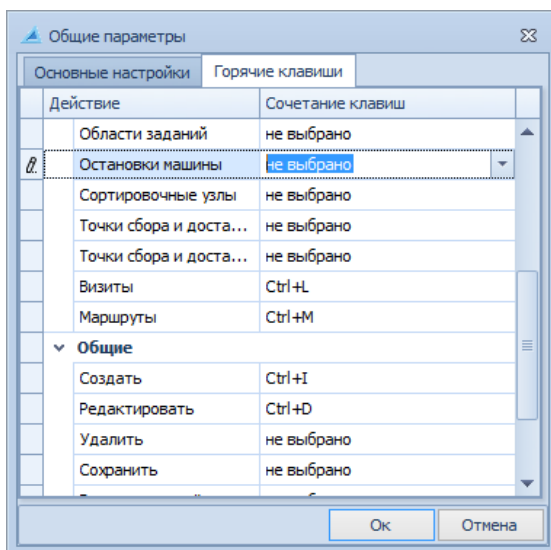 Общие параметры
Основные настройки Горячие клавиши
Действие Сочетание клавиш
Области заданий не выбрано
Остановки машины не выбрано
Сортировочные узлы не выбрано
Точки сбора и доста... не выбрано
Точки сбора и доста... не выбрано
Визиты Ctrl+L
Маршруты Ctrl+M
Общие
Создать Ctrl+I
Редактировать Ctrl+D
Удалить не выбрано
Сохранить не выбрано
Ок Отмена